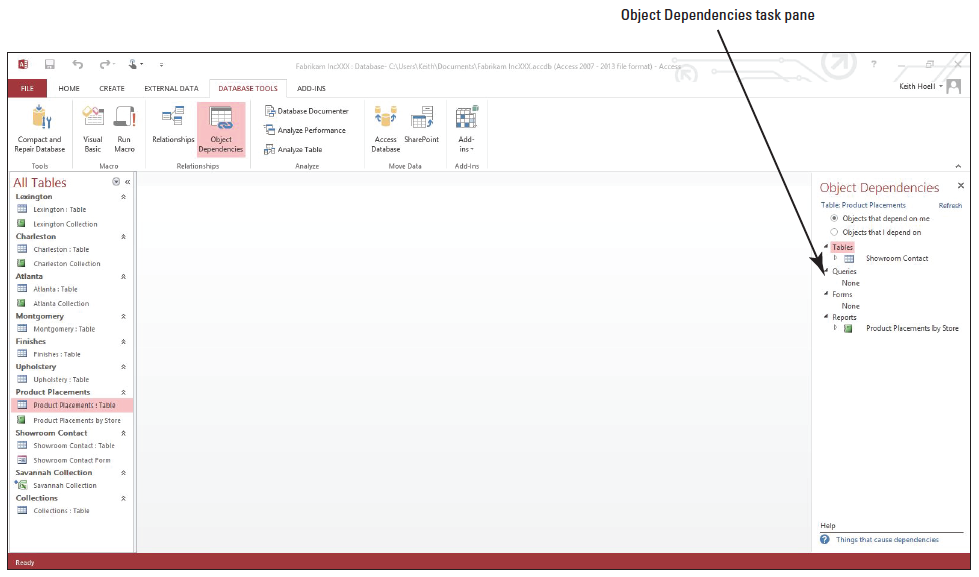 Object Dependencies task pane
Fabrikam IncXXX : Database- C:\Users\Keith\Documents\Fabrikam IncXXX.accdb (Access 2007 - 2013 file format) - Access
?
FILE HOME CREATE EXTERNAL DATA DATABASE TOOLS ADD-INS
Keith Hoell
Compact and
Repair Database
Visual
Basic
Run
Macro
Relationships
Object
Dependencies
Database Documenter
Analyze Performance
Analyze Table
Access
Database
SharePoint
Add-
ins
Tools Macro Relationships Analyze Move Data Add-Ins
All Tables
Lexington
Lexington : Table
Lexington Collection
Charleston
Charleston : Table
Charleston Collection
Atlanta
Atlanta : Table
Atlanta Collection
Montgomery
Montgomery : Table
Finishes
Finishes : Table
Upholstery
Upholstery : Table
Product Placements
Product Placements : Table
Product Placements by Store
Showroom Contact
Showroom Contact : Table
Showroom Contact Form
Savannah Collection
Savannah Collection
Collections
Collections : Table
Object Dependencies
Table: Product Placements Refresh
Objects that depend on me
Objects that I depend on
Tables
Showroom Contact
Queries
None
Forms
None
Reports
Product Placements by Store
Help
? Things that cause dependencies
Ready